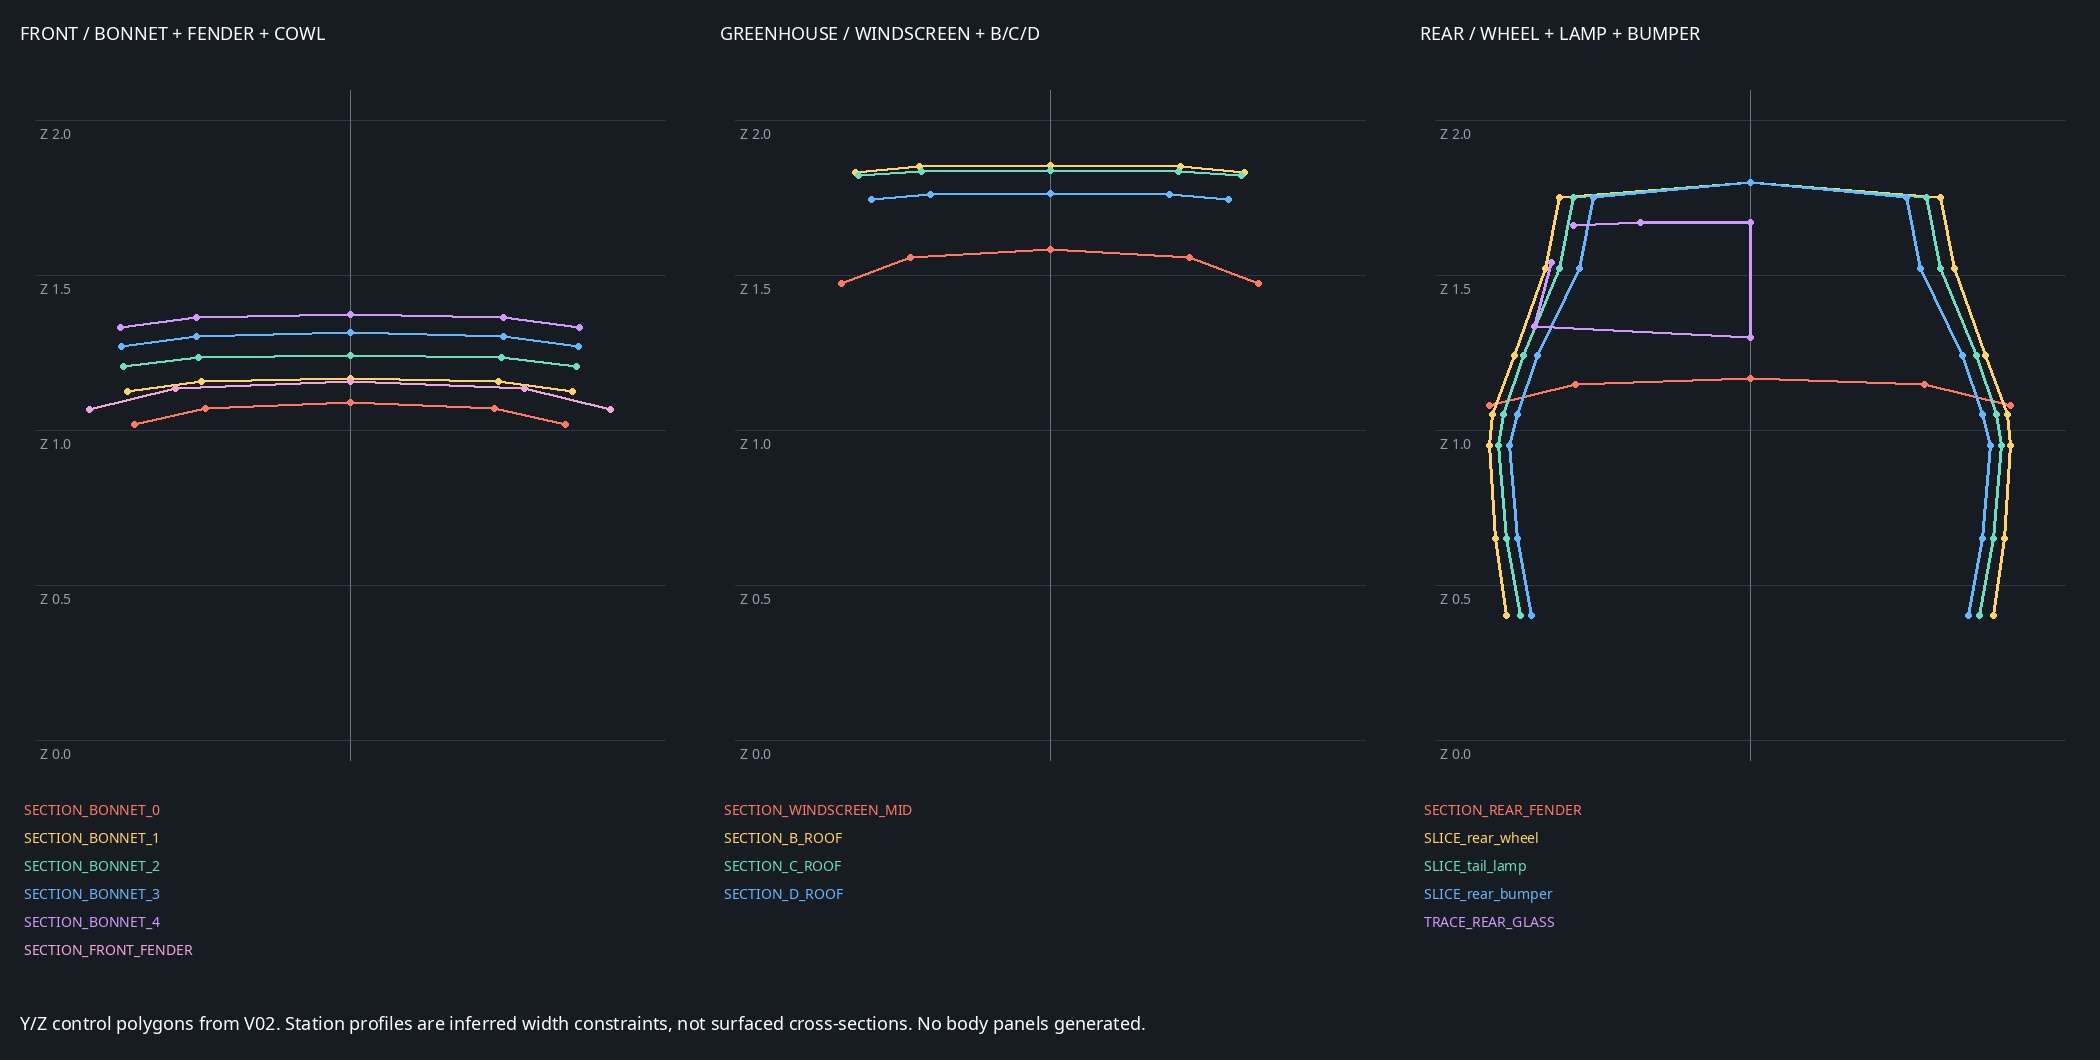 FRONT / BONNET + FENDER + COWL
Z 2.0
Z 1.5
Z 1.0
Z 0.5
Z 0.0
SECTION_BONNET_0
SECTION_BONNET_1
SECTION_BONNET_2
SECTION_BONNET_3
SECTION_BONNET_4
SECTION_FRONT_FENDER
GREENHOUSE / WINDSCREEN + B/C/D
Z 2.0
Z 1.5
Z 1.0
Z 0.5
Z 0.0
SECTION_WINDSCREEN_MID
SECTION_B_ROOF
SECTION_C_ROOF
SECTION_D_ROOF
REAR / WHEEL + LAMP + BUMPER
Z 2.0
Z 1.5
Z 1.0
Z 0.5
Z 0.0
SECTION_REAR_FENDER
SLICE_rear_wheel
SLICE_tail_lamp
SLICE_rear_bumper
TRACE_REAR_GLASS
Y/Z control polygons from V02. Station profiles are inferred width constraints, not surfaced cross-sections. No body panels generated.